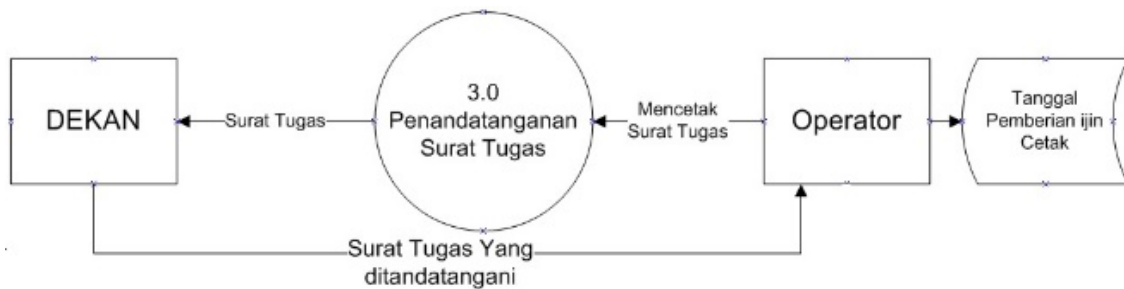 DEKAN
Surat Tugas
3.0
Penandatanganan
Surat Tugas
Mencetak
Surat Tugas
Operator
Tanggal
Pemberian ijin
Cetak
Surat Tugas Yang
ditandatangani